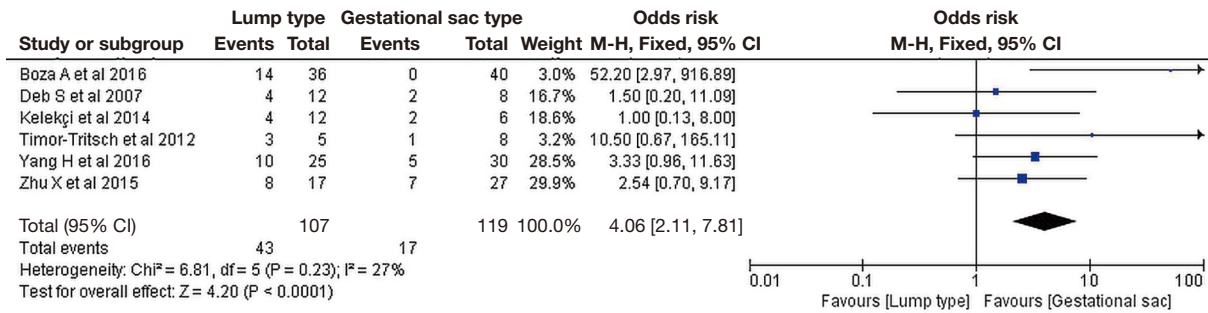 Lump type Gestational sac type Odds risk Odds risk
Study or subgroup Events Total Events Total Weight M-H, Fixed, 95% CI M-H, Fixed, 95% CI
Boza A et al 2016 14 36 0 40 3.0% 52.20 [2.97, 916.89]
Deb S et al 2007 4 12 2 8 16.7% 1.50 [0.20, 11.09]
Kelekçi et al 2014 4 12 2 6 18.6% 1.00 [0.13, 8.00]
Timor-Tritsch et al 2012 3 5 1 8 3.2% 10.50 [0.67, 165.11]
Yang H et al 2016 10 25 5 30 28.5% 3.33 [0.96, 11.63]
Zhu X et al 2015 8 17 7 27 29.9% 2.54 [0.70, 9.17]
Total (95% CI) 107 119 100.0% 4.06 [2.11, 7.81]
Total events 43 17
Heterogeneity: Chi² = 6.81, df = 5 (P = 0.23); I² = 27%
Test for overall effect: Z = 4.20 (P < 0.0001)
0.01 0.1 1 10 100
Favours [Lump type] Favours [Gestational sac]